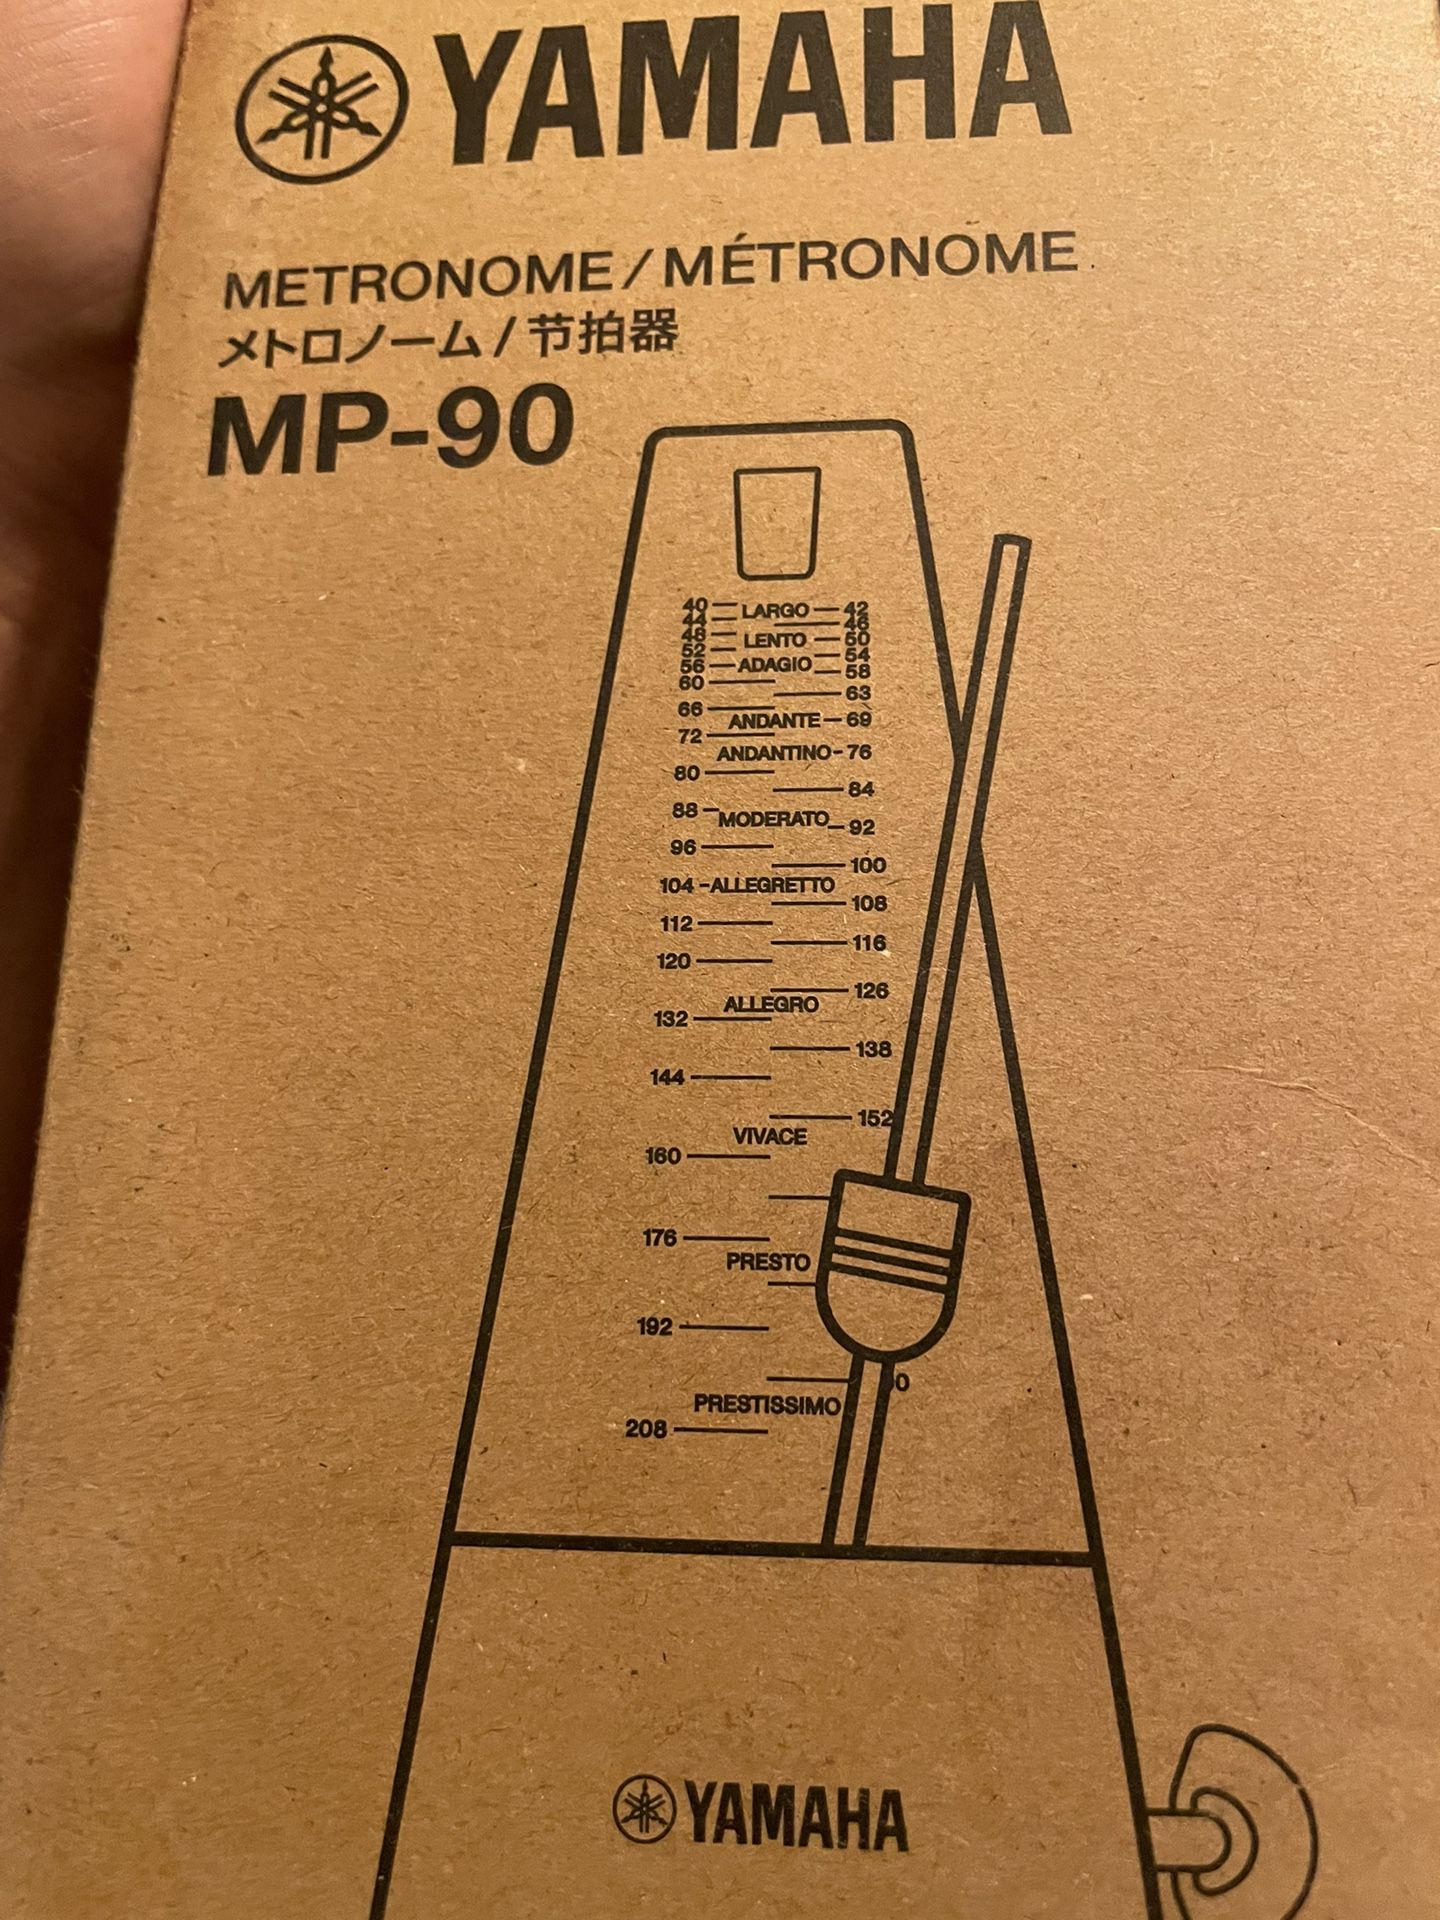 YAMAHA
METRONOME / MÉTRONOME
メトロノーム / 节拍器
MP-90
40 LARGO 42
44 46
48 LENTO 50
52 54
56 ADAGIO 58
60
63
66
ANDANTE 69
72
ANDANTINO 76
80
84
88 MODERATO 92
96
100
104 ALLEGRETTO
108
112
116
120
126
ALLEGRO
132
138
144
152
VIVACE
160
176
PRESTO
192
0
PRESTISSIMO
208
YAMAHA